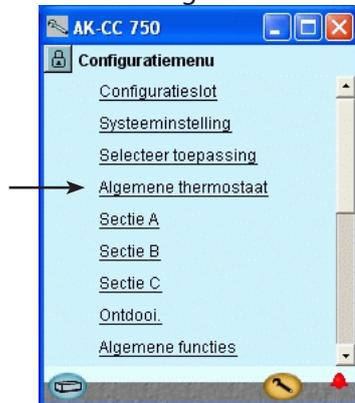 AK-CC 750
Configuratiemenu
Configuratieslot
Systeeminstelling
Selecteer toepassing
Algemene thermostaat
Sectie A
Sectie B
Sectie C
Ontdooi.
Algemene functies